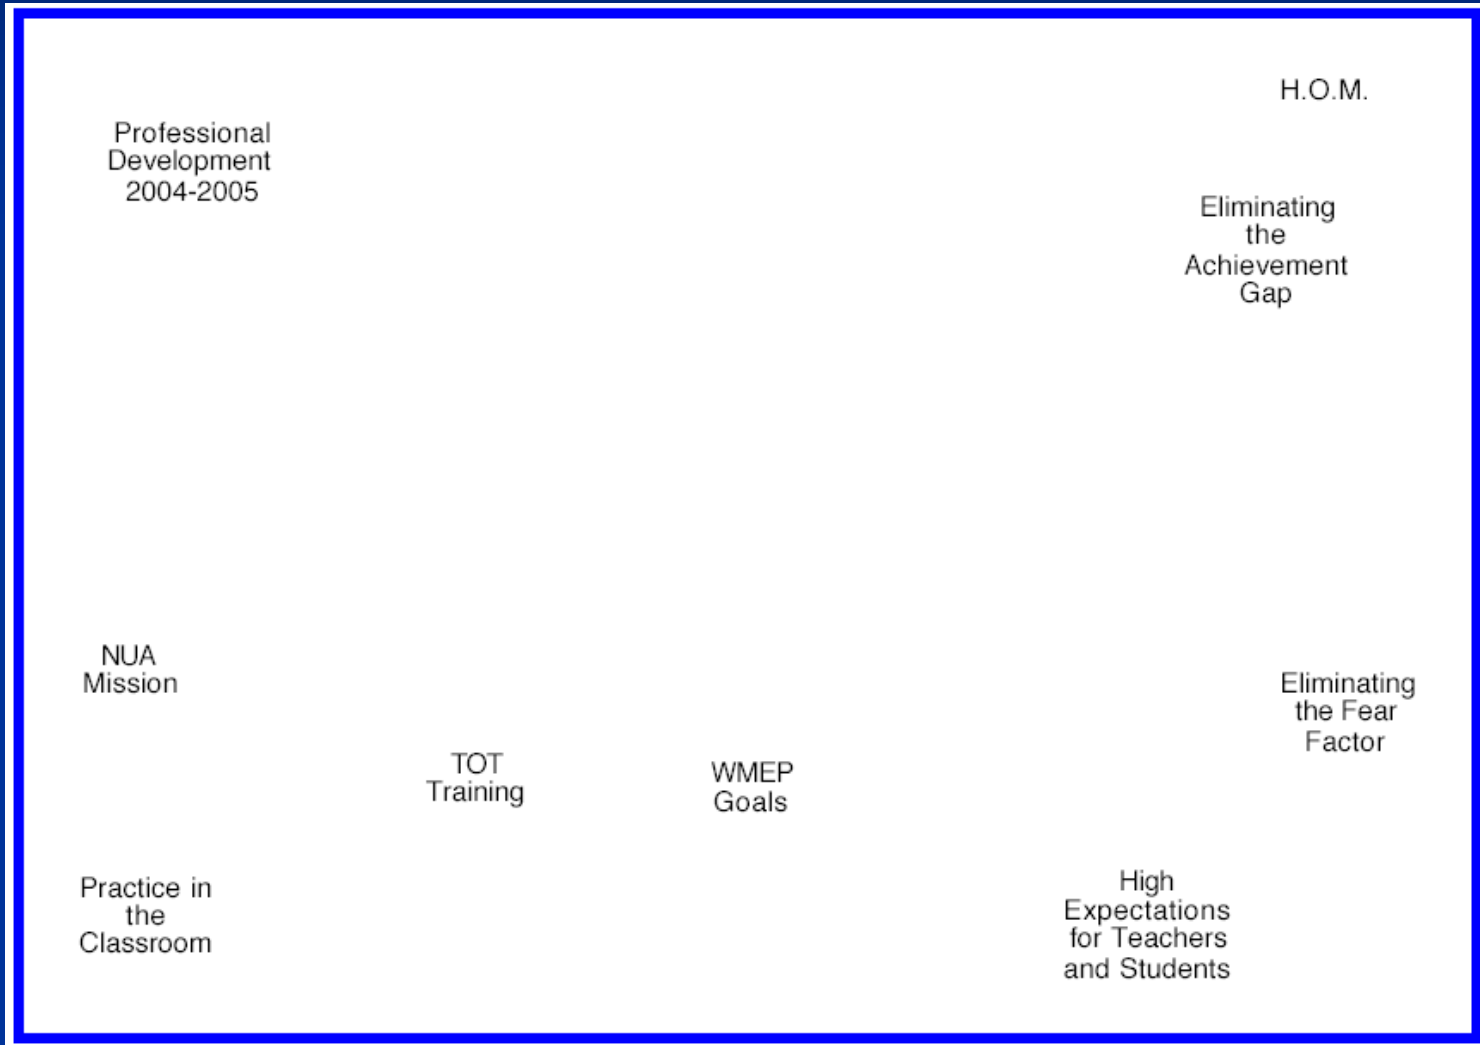 H.O.M.
Professional
Development
2004-2005
Eliminating
the
Achievement
Gap
NUA
Mission
Eliminating
the Fear
Factor
TOT
Training
WMEP
Goals
Practice in
the
Classroom
High
Expectations
for Teachers
and Students